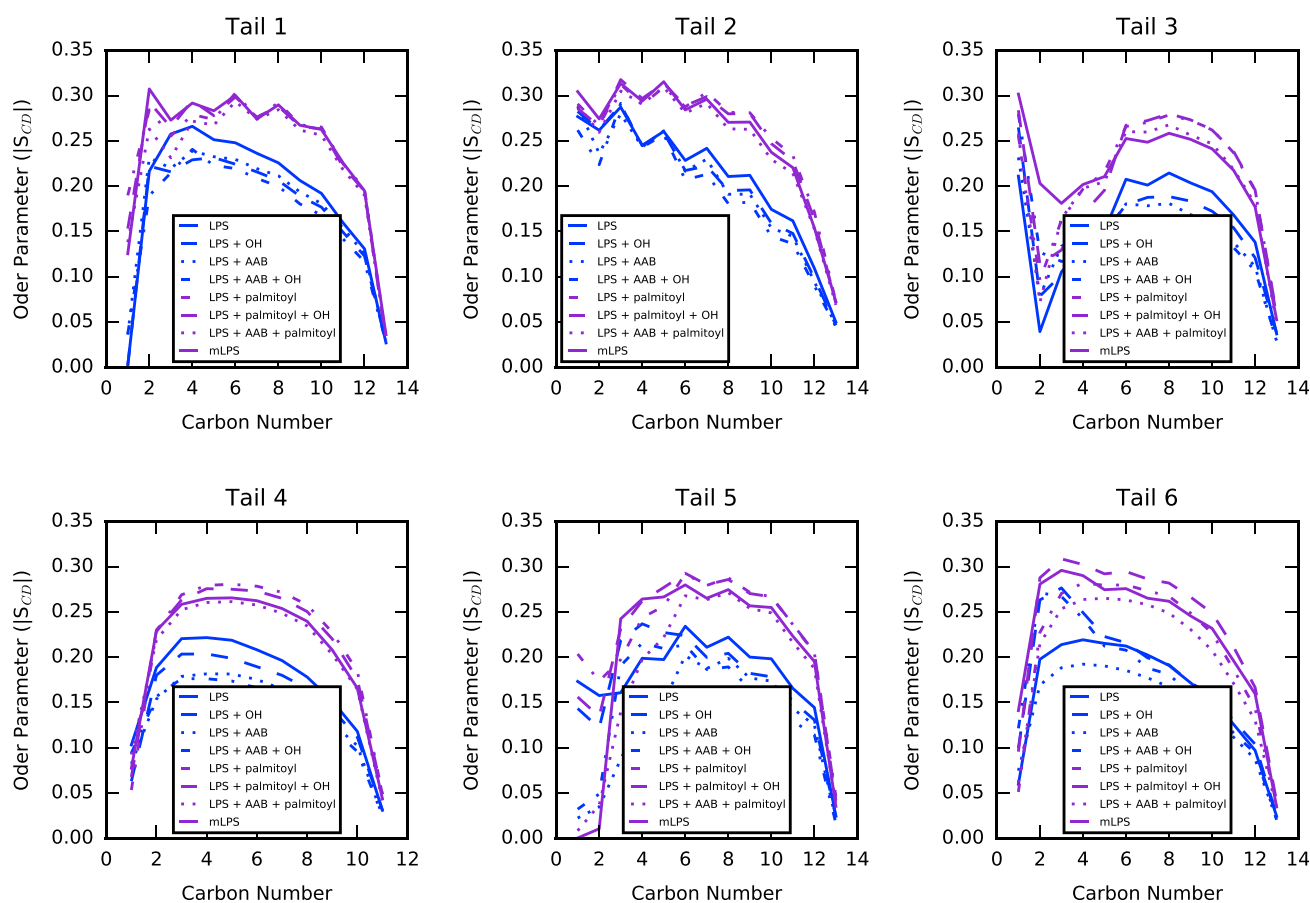 Tail 1
Oder Parameter (|S_CD|)
0.35
0.30
0.25
0.20
0.15
0.10
0.05
0.00
LPS
LPS + OH
LPS + AAB
LPS + AAB + OH
LPS + palmitoyl
LPS + palmitoyl + OH
LPS + AAB + palmitoyl
mLPS
0 2 4 6 8 10 12 14
Carbon Number
Tail 2
Oder Parameter (|S_CD|)
0.35
0.30
0.25
0.20
0.15
0.10
0.05
0.00
LPS
LPS + OH
LPS + AAB
LPS + AAB + OH
LPS + palmitoyl
LPS + palmitoyl + OH
LPS + AAB + palmitoyl
mLPS
0 2 4 6 8 10 12 14
Carbon Number
Tail 3
Oder Parameter (|S_CD|)
0.35
0.30
0.25
0.20
0.15
0.10
0.05
0.00
LPS
LPS + OH
LPS + AAB
LPS + AAB + OH
LPS + palmitoyl
LPS + palmitoyl + OH
LPS + AAB + palmitoyl
mLPS
0 2 4 6 8 10 12 14
Carbon Number
Tail 4
Oder Parameter (|S_CD|)
0.35
0.30
0.25
0.20
0.15
0.10
0.05
0.00
LPS
LPS + OH
LPS + AAB
LPS + AAB + OH
LPS + palmitoyl
LPS + palmitoyl + OH
LPS + AAB + palmitoyl
mLPS
0 2 4 6 8 10 12
Carbon Number
Tail 5
Oder Parameter (|S_CD|)
0.35
0.30
0.25
0.20
0.15
0.10
0.05
0.00
LPS
LPS + OH
LPS + AAB
LPS + AAB + OH
LPS + palmitoyl
LPS + palmitoyl + OH
LPS + AAB + palmitoyl
mLPS
0 2 4 6 8 10 12 14
Carbon Number
Tail 6
Oder Parameter (|S_CD|)
0.35
0.30
0.25
0.20
0.15
0.10
0.05
0.00
LPS
LPS + OH
LPS + AAB
LPS + AAB + OH
LPS + palmitoyl
LPS + palmitoyl + OH
LPS + AAB + palmitoyl
mLPS
0 2 4 6 8 10 12 14
Carbon Number